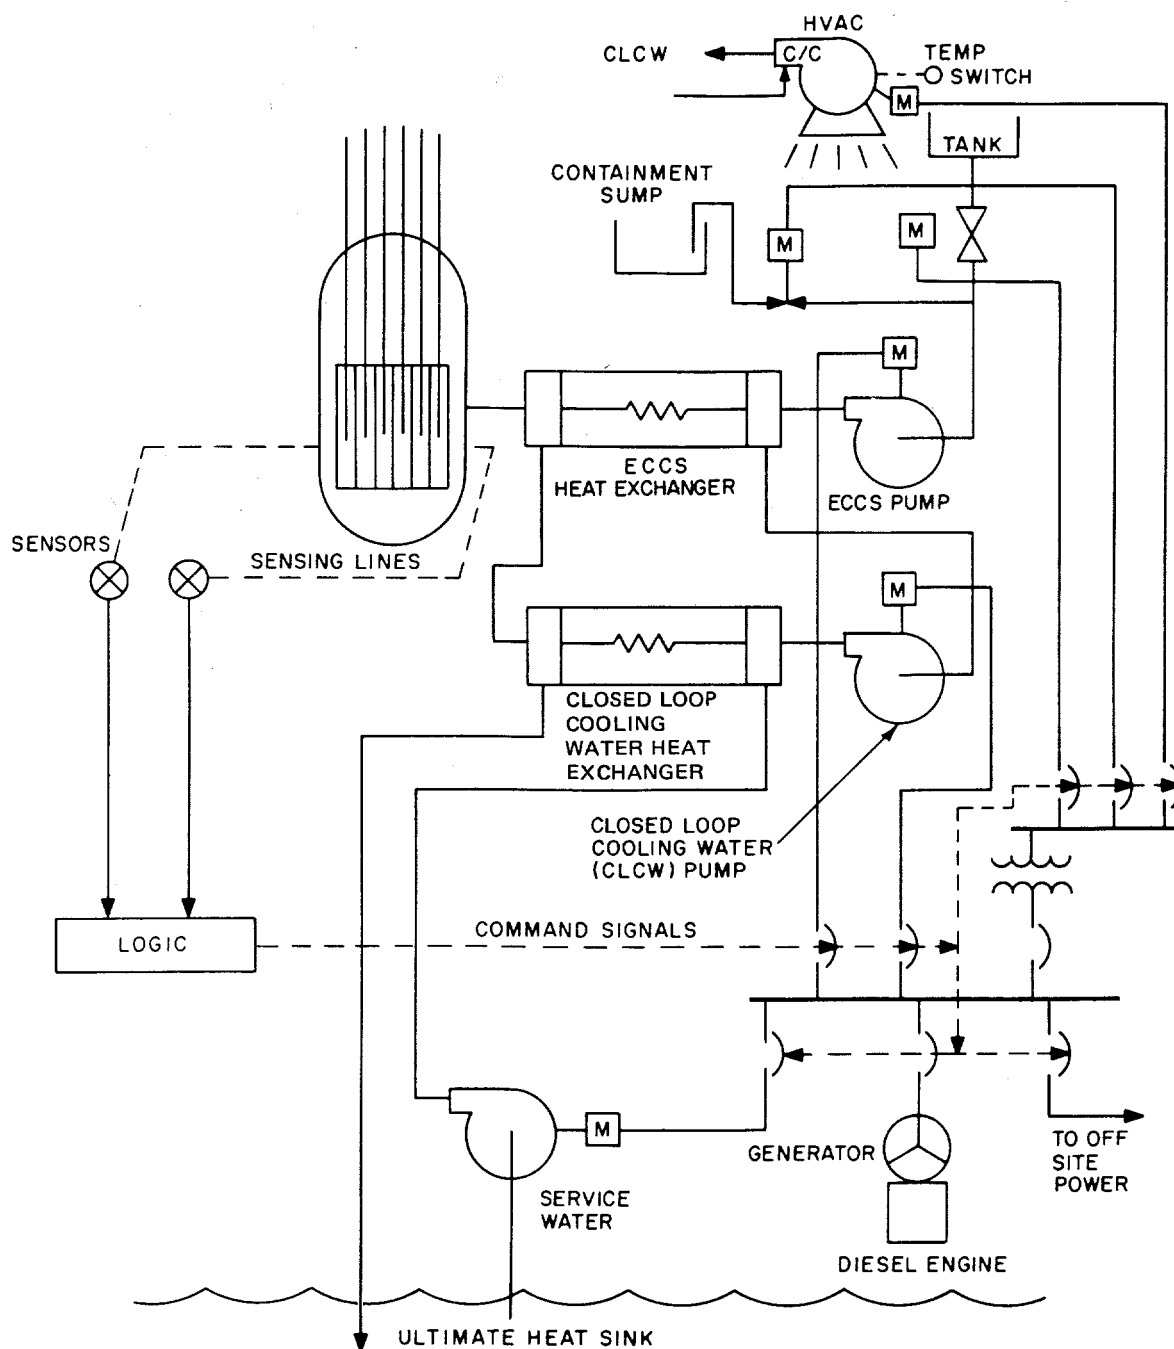 HVAC
CLCW
C/C
TEMP
SWITCH
M
TANK
CONTAINMENT
SUMP
M
M
M
ECCS
HEAT EXCHANGER
ECCS PUMP
SENSORS
SENSING LINES
M
CLOSED LOOP
COOLING
WATER HEAT
EXCHANGER
CLOSED LOOP
COOLING WATER
(CLCW) PUMP
LOGIC
COMMAND SIGNALS
M
GENERATOR
TO OFF
SITE
POWER
SERVICE
WATER
DIESEL ENGINE
ULTIMATE HEAT SINK